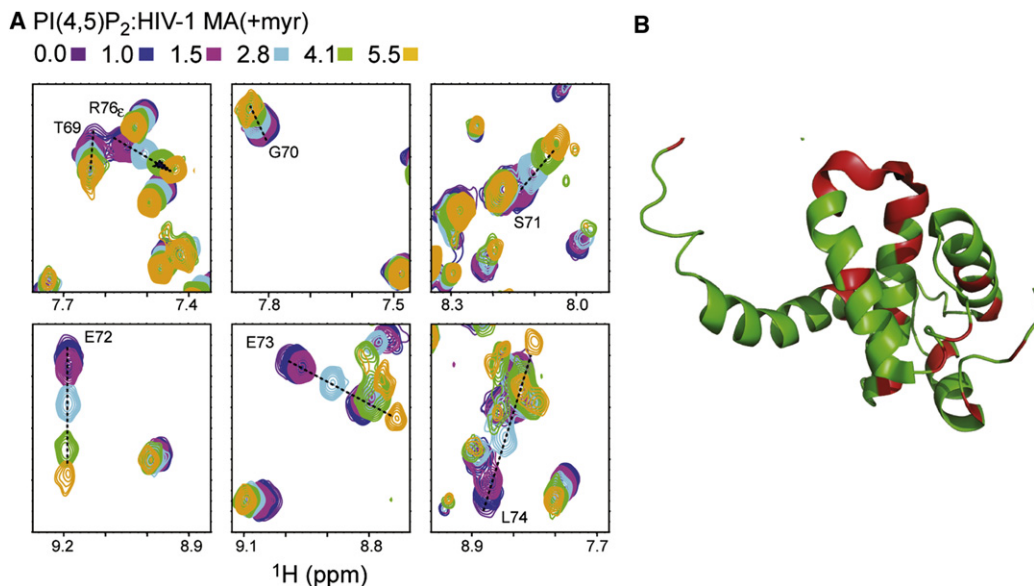 A PI(4,5)P2:HIV-1 MA(+myr)
B
0.0 1.0 1.5 2.8 4.1 5.5
T69 R76ε
G70
S71
7.7 7.4
7.8 7.5
8.3 8.0
E72
E73
L74
9.2 8.9
9.1 8.8
8.9 7.7
¹H (ppm)